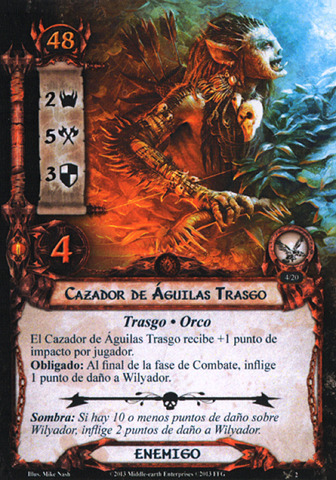 48
2
5
3
4
4/20
Cazador de Águilas Trasgo
Trasgo • Orco
El Cazador de Águilas Trasgo recibe +1 punto de
impacto por jugador.
Obligado: Al final de la fase de Combate, inflige
1 punto de daño a Wilyador.
Sombra: Si hay 10 o menos puntos de daño sobre
Wilyador, inflige 2 puntos de daño a Wilyador.
ENEMIGO
Illus. Mike Nash
©2013 Middle-earth Enterprises ©2013 FFG
2